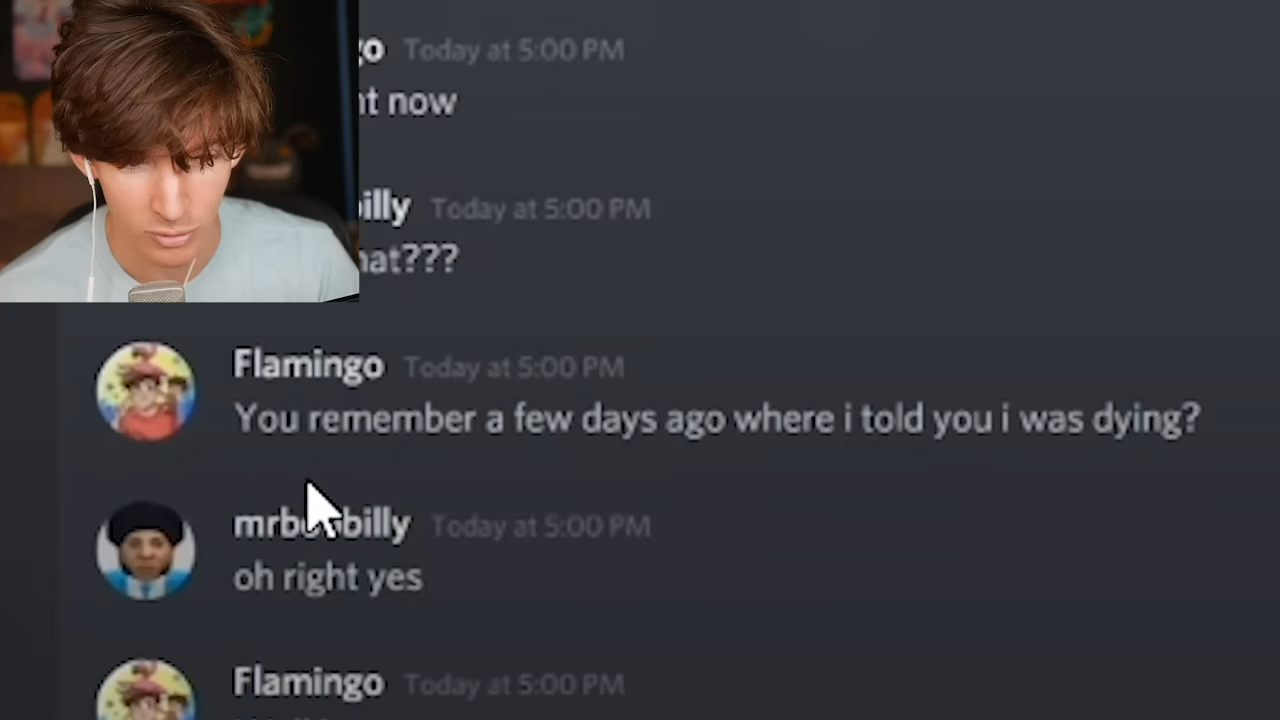 go Today at 5:00 PM
nt now
illy Today at 5:00 PM
hat???
Flamingo Today at 5:00 PM
You remember a few days ago where i told you i was dying?
Today at 5:00 PM
oh right yes
Flamingo Today at 5:00 PM